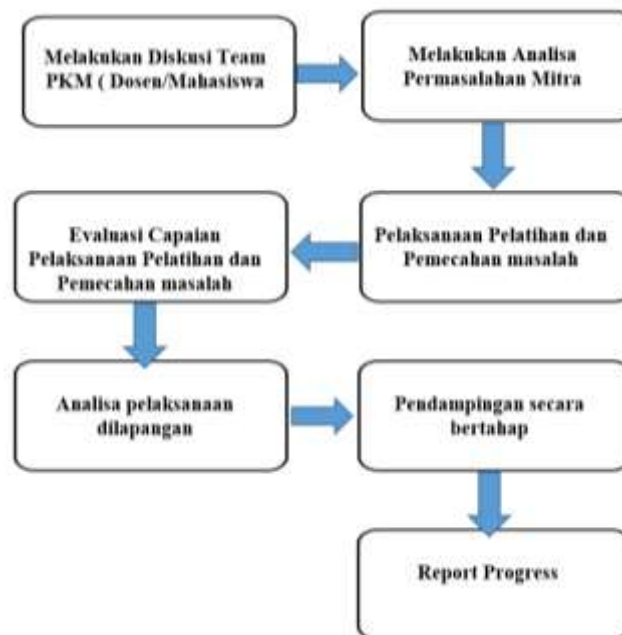 Melakukan Diskusi Team
PKM ( Dosen/Mahasiswa
Melakukan Analisa
Permasalahan Mitra
Pelaksanaan Pelatihan dan
Pemecahan masalah
Evaluasi Capaian
Pelaksanaan Pelatihan dan
Pemecahan masalah
Analisa pelaksanaan
dilapangan
Pendampingan secara
bertahap
Report Progress